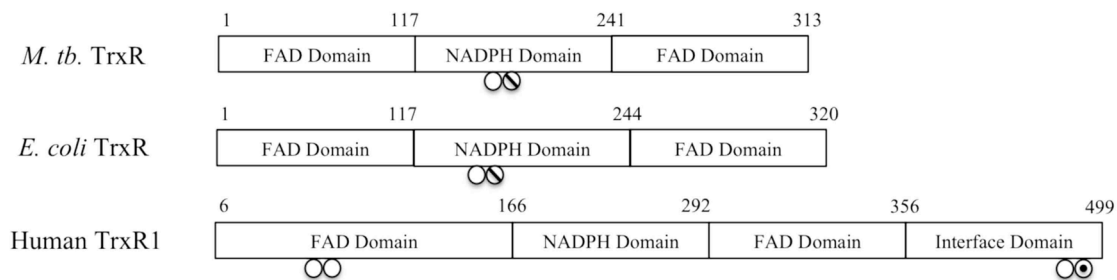 1 117 241 313
M. tb. TrxR FAD Domain NADPH Domain FAD Domain
1 117 244 320
E. coli TrxR FAD Domain NADPH Domain FAD Domain
6 166 292 356 499
Human TrxR1 FAD Domain NADPH Domain FAD Domain Interface Domain